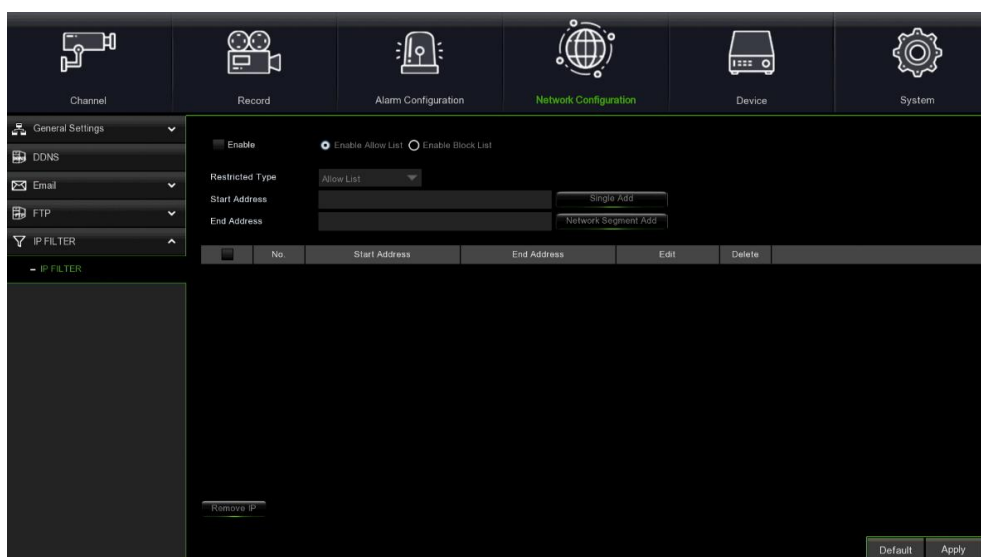 Channel Record Alarm Configuration Network Configuration Device System
General Settings
DDNS
Email
FTP
IP FILTER
– IP FILTER
Enable Enable Allow List Enable Block List
Restricted Type Allow List
Start Address Single Add
End Address Network Segment Add
No. Start Address End Address Edit Delete
Remove IP
Default Apply